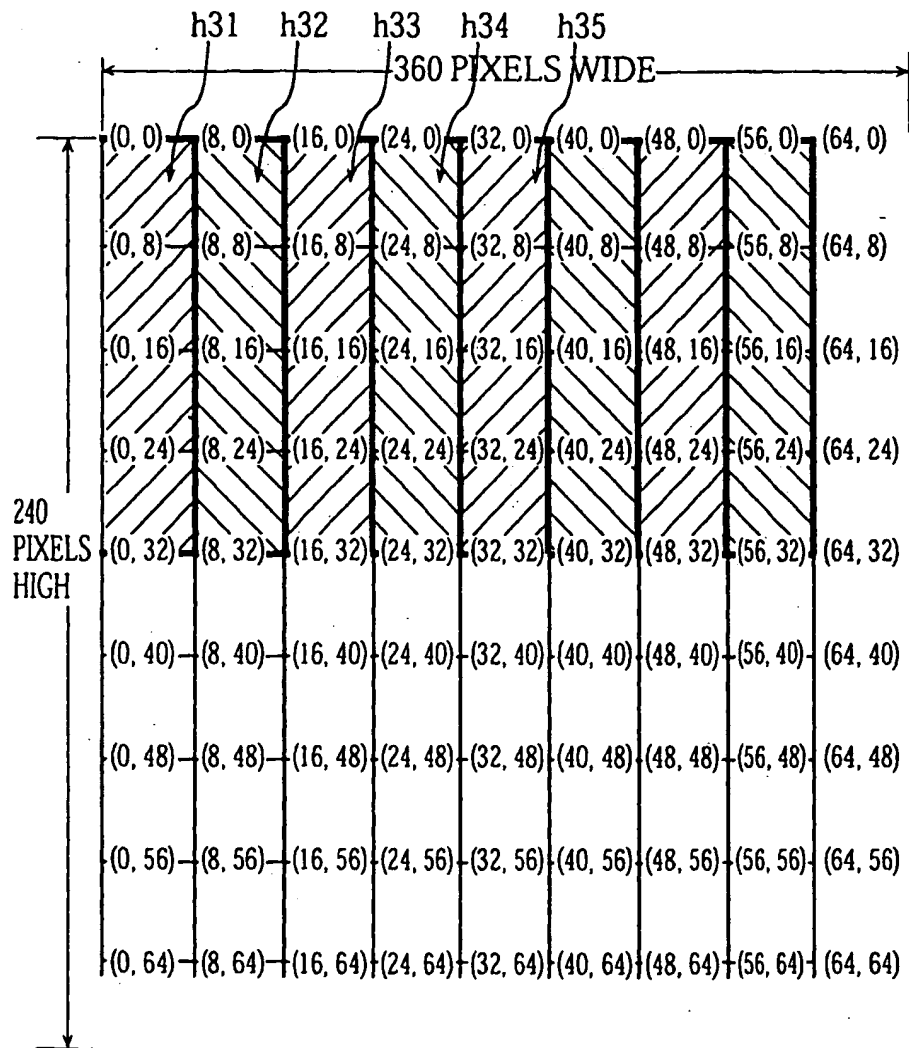 h31 h32 h33 h34 h35
360 PIXELS WIDE
(0, 0) (8, 0) (16, 0) (24, 0) (32, 0) (40, 0) (48, 0) (56, 0) (64, 0)
(0, 8) (8, 8) (16, 8) (24, 8) (32, 8) (40, 8) (48, 8) (56, 8) (64, 8)
(0, 16) (8, 16) (16, 16) (24, 16) (32, 16) (40, 16) (48, 16) (56, 16) (64, 16)
(0, 24) (8, 24) (16, 24) (24, 24) (32, 24) (40, 24) (48, 24) (56, 24) (64, 24)
240
PIXELS
HIGH
(0, 32) (8, 32) (16, 32) (24, 32) (32, 32) (40, 32) (48, 32) (56, 32) (64, 32)
(0, 40) (8, 40) (16, 40) (24, 40) (32, 40) (40, 40) (48, 40) (56, 40) (64, 40)
(0, 48) (8, 48) (16, 48) (24, 48) (32, 48) (40, 48) (48, 48) (56, 48) (64, 48)
(0, 56) (8, 56) (16, 56) (24, 56) (32, 56) (40, 56) (48, 56) (56, 56) (64, 56)
(0, 64) (8, 64) (16, 64) (24, 64) (32, 64) (40, 64) (48, 64) (56, 64) (64, 64)